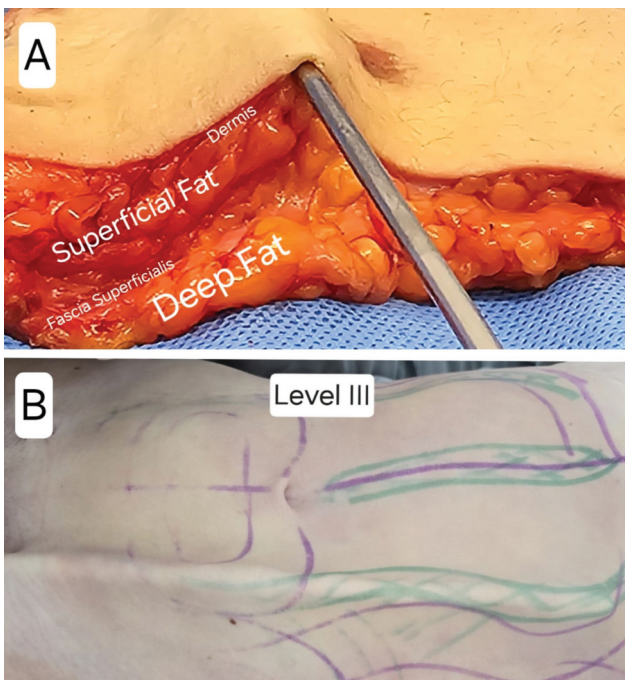 A
Dermis
Superficial Fat
Fascia Superficialis
Deep Fat
B
Level III